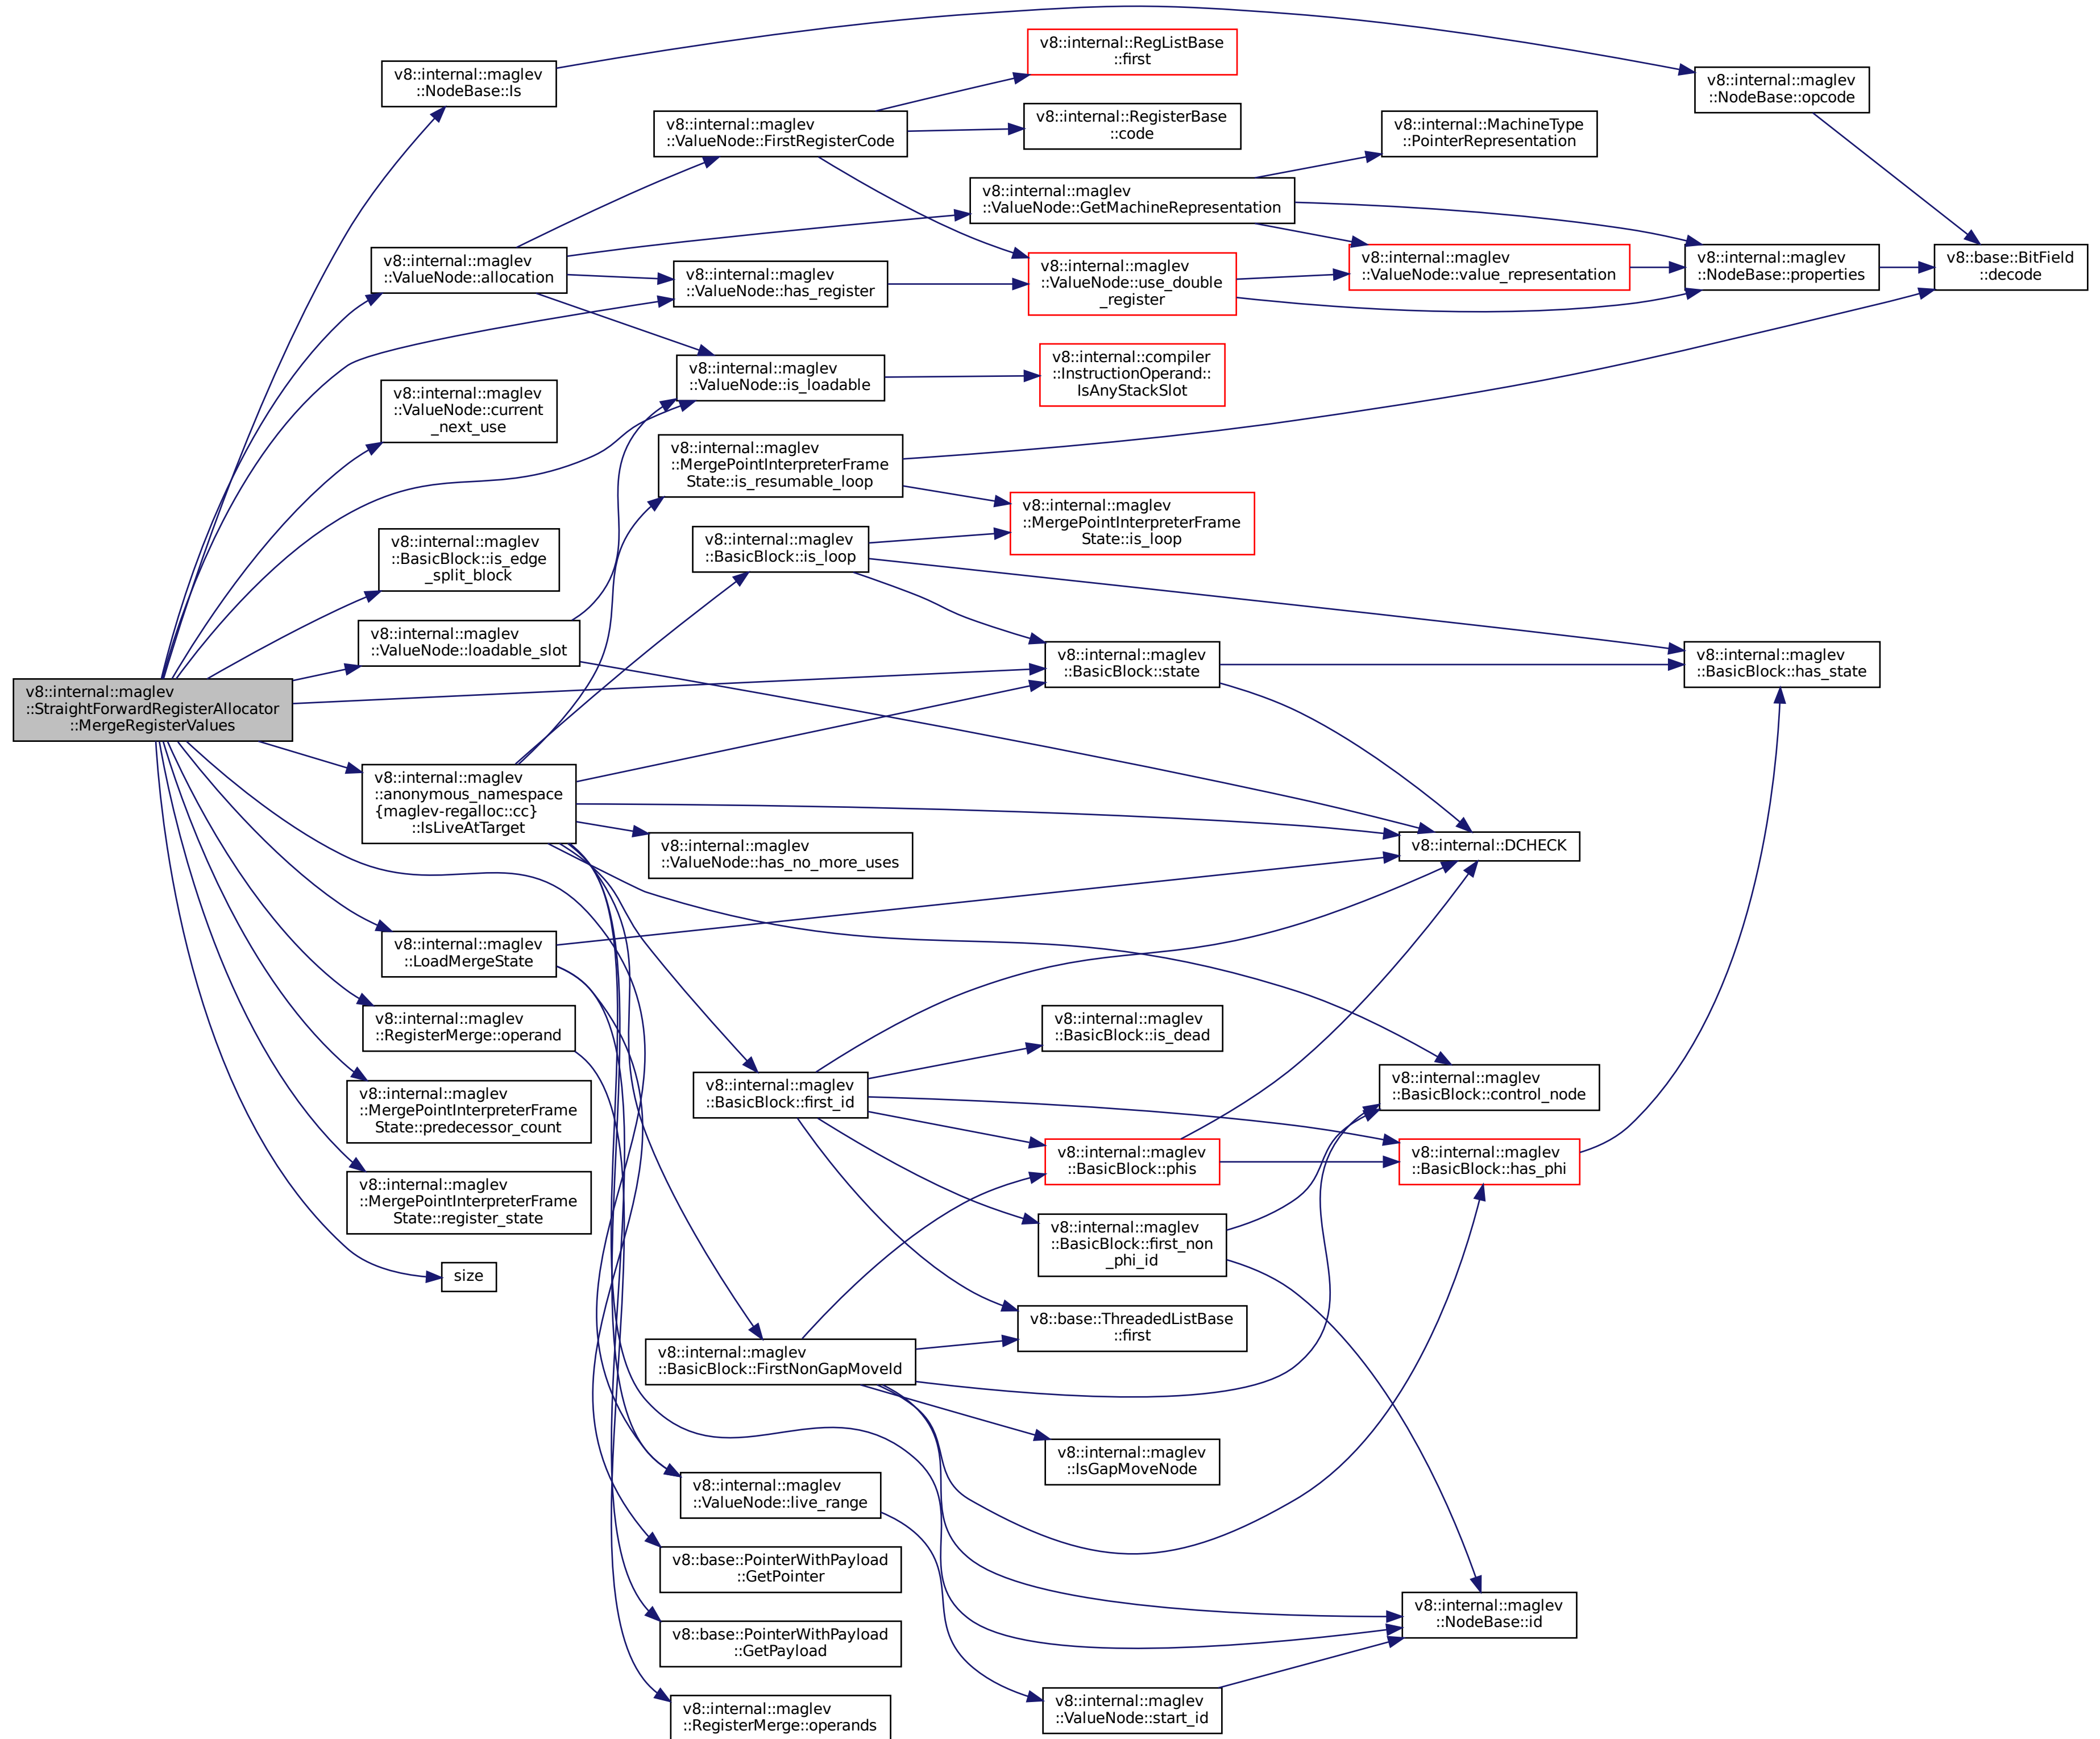 v8::internal::maglev
::StraightForwardRegisterAllocator
::MergeRegisterValues
v8::internal::maglev
::NodeBase::Is
v8::internal::maglev
::ValueNode::allocation
v8::internal::maglev
::ValueNode::current
_next_use
v8::internal::maglev
::BasicBlock::is_edge
_split_block
v8::internal::maglev
::ValueNode::loadable_slot
v8::internal::maglev
::anonymous_namespace
{maglev-regalloc::cc}
::IsLiveAtTarget
v8::internal::maglev
::LoadMergeState
v8::internal::maglev
::RegisterMerge::operand
v8::internal::maglev
::MergePointInterpreterFrame
State::predecessor_count
v8::internal::maglev
::MergePointInterpreterFrame
State::register_state
size
v8::internal::maglev
::ValueNode::FirstRegisterCode
v8::internal::maglev
::ValueNode::has_register
v8::internal::maglev
::ValueNode::is_loadable
v8::internal::maglev
::MergePointInterpreterFrame
State::is_resumable_loop
v8::internal::maglev
::BasicBlock::is_loop
v8::internal::maglev
::ValueNode::has_no_more_uses
v8::internal::maglev
::BasicBlock::first_id
v8::internal::maglev
::BasicBlock::FirstNonGapMoveId
v8::internal::maglev
::ValueNode::live_range
v8::base::PointerWithPayload
::GetPointer
v8::base::PointerWithPayload
::GetPayload
v8::internal::maglev
::RegisterMerge::operands
v8::internal::RegListBase
::first
v8::internal::RegisterBase
::code
v8::internal::maglev
::ValueNode::GetMachineRepresentation
v8::internal::maglev
::ValueNode::use_double
_register
v8::internal::compiler
::InstructionOperand::
IsAnyStackSlot
v8::internal::maglev
::MergePointInterpreterFrame
State::is_loop
v8::internal::maglev
::BasicBlock::state
v8::internal::maglev
::BasicBlock::is_dead
v8::internal::maglev
::BasicBlock::phis
v8::internal::maglev
::BasicBlock::first_non
_phi_id
v8::base::ThreadedListBase
::first
v8::internal::maglev
::IsGapMoveNode
v8::internal::maglev
::ValueNode::start_id
v8::internal::MachineType
::PointerRepresentation
v8::internal::maglev
::ValueNode::value_representation
v8::internal::DCHECK
v8::internal::maglev
::BasicBlock::control_node
v8::internal::maglev
::BasicBlock::has_phi
v8::internal::maglev
::NodeBase::id
v8::internal::maglev
::NodeBase::opcode
v8::internal::maglev
::NodeBase::properties
v8::internal::maglev
::BasicBlock::has_state
v8::base::BitField
::decode